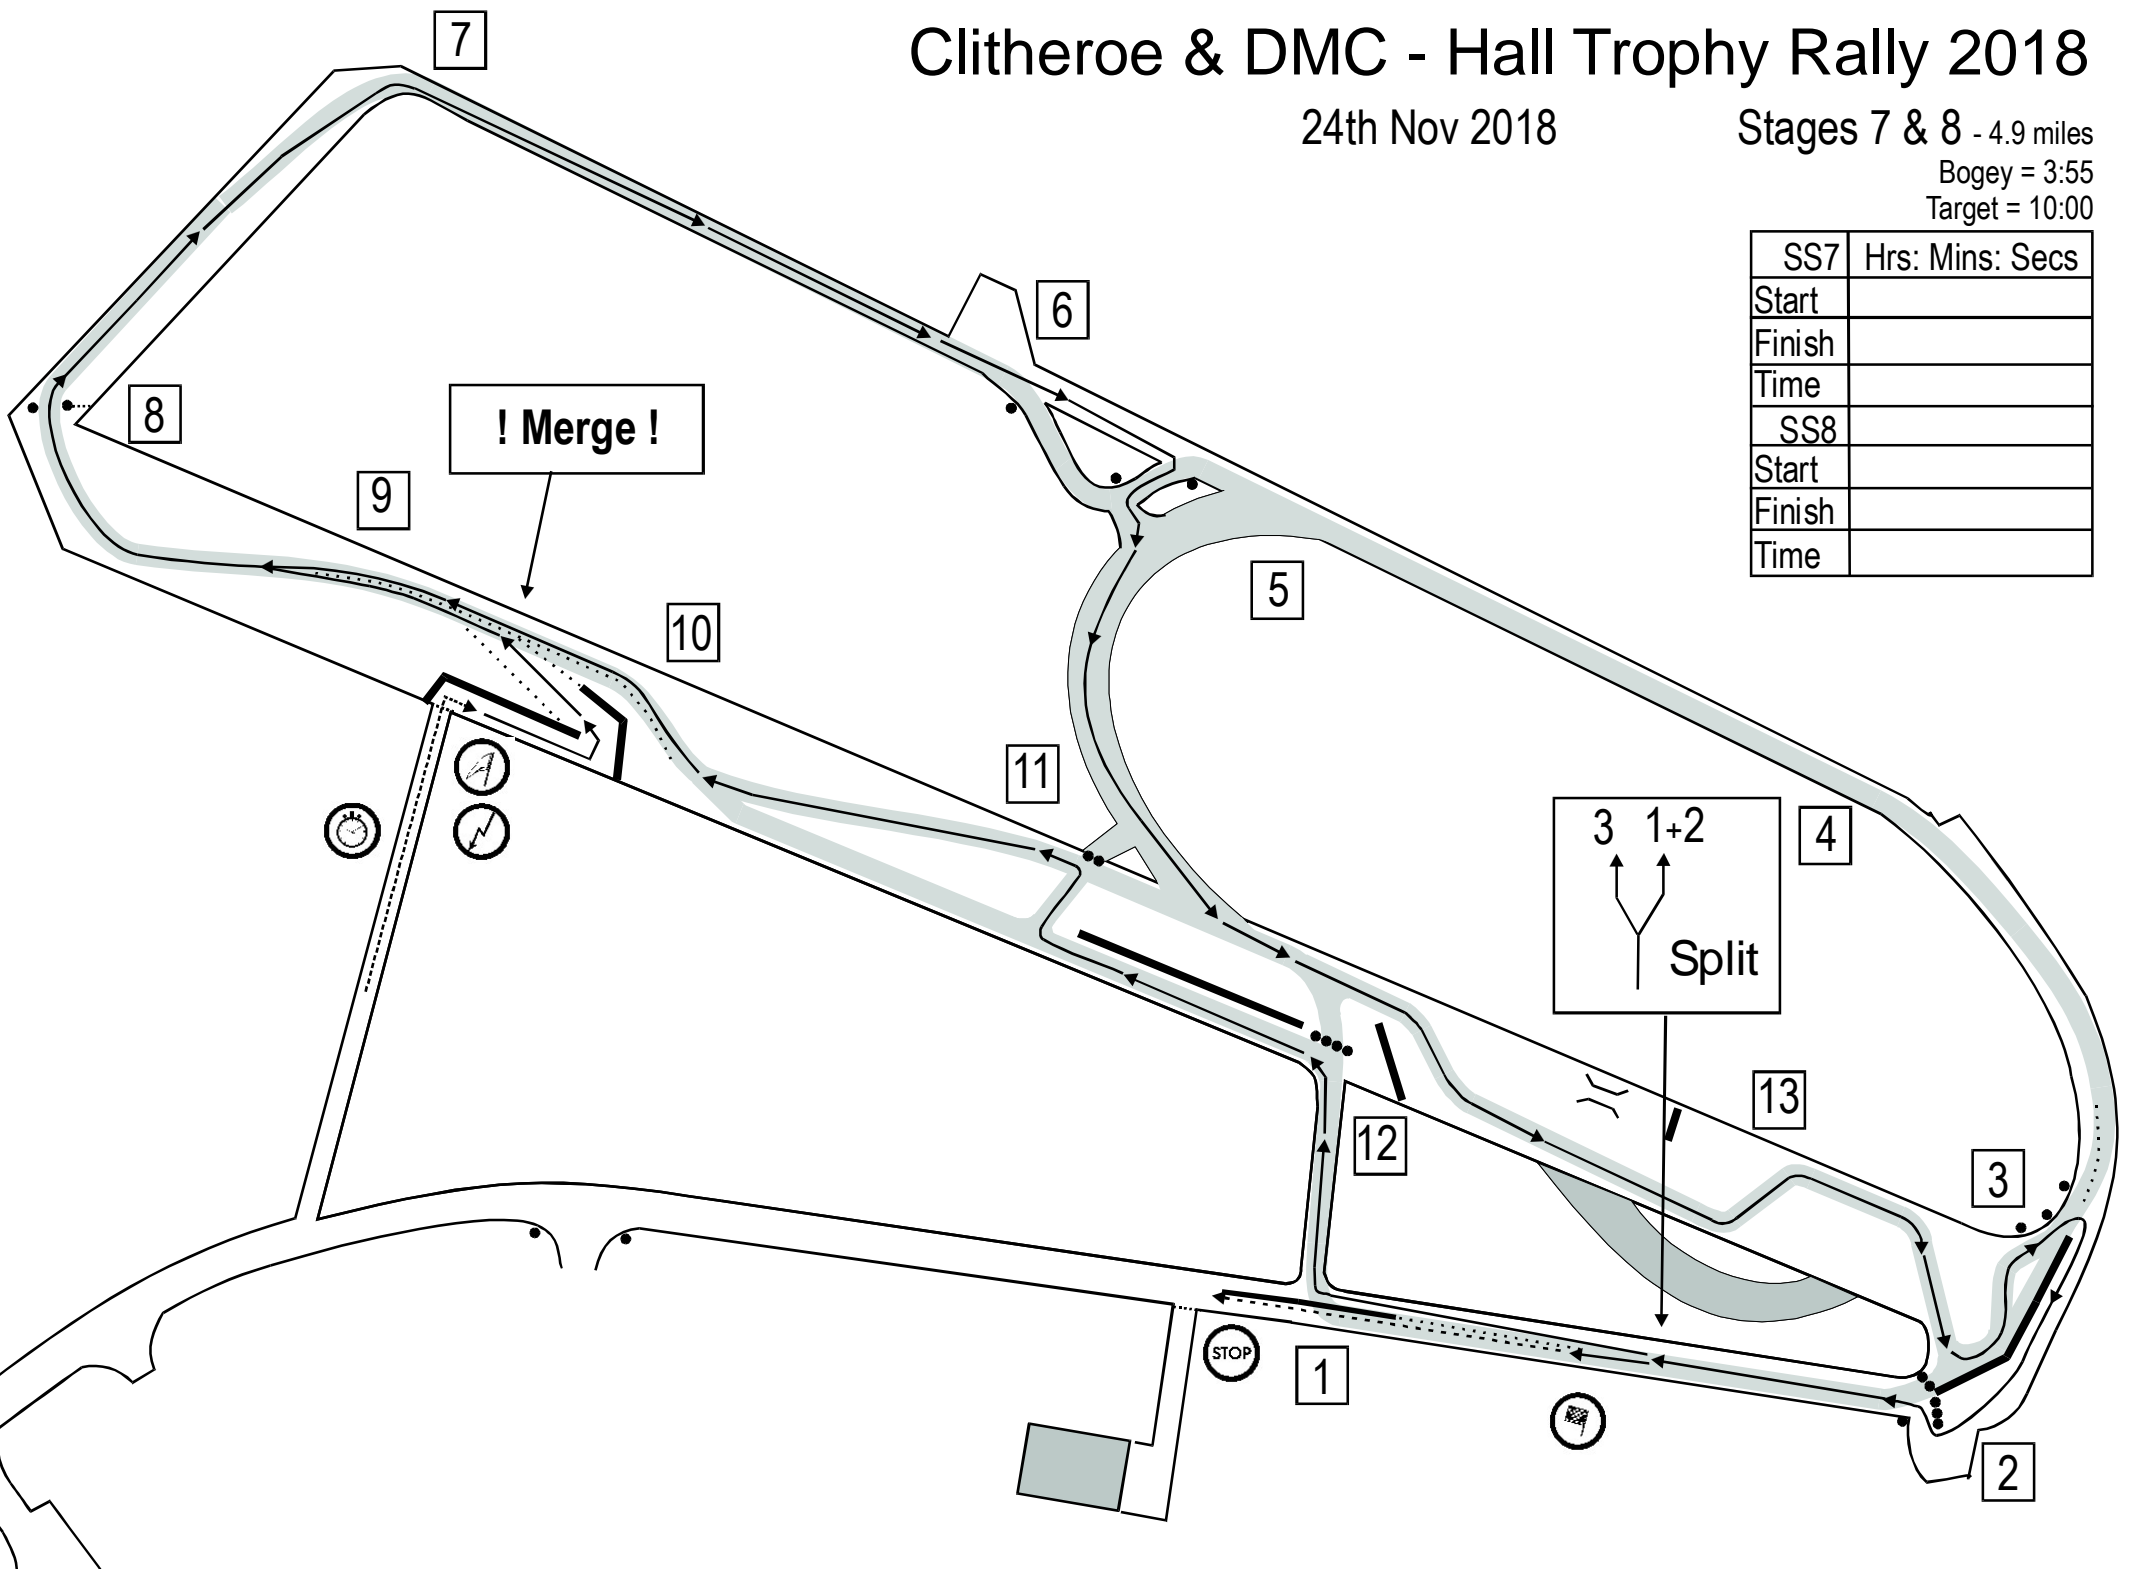 Clitheroe & DMC - Hall Trophy Rally 2018
24th Nov 2018
Stages 7 & 8 - 4.9 miles
Bogey = 3:55
Target = 10:00
SS7 Hrs: Mins: Secs
Start
Finish
Time
SS8
Start
Finish
Time
7
6
8
! Merge !
9
5
10
11
4
3 1+2
Split
13
12
3
STOP
1
2